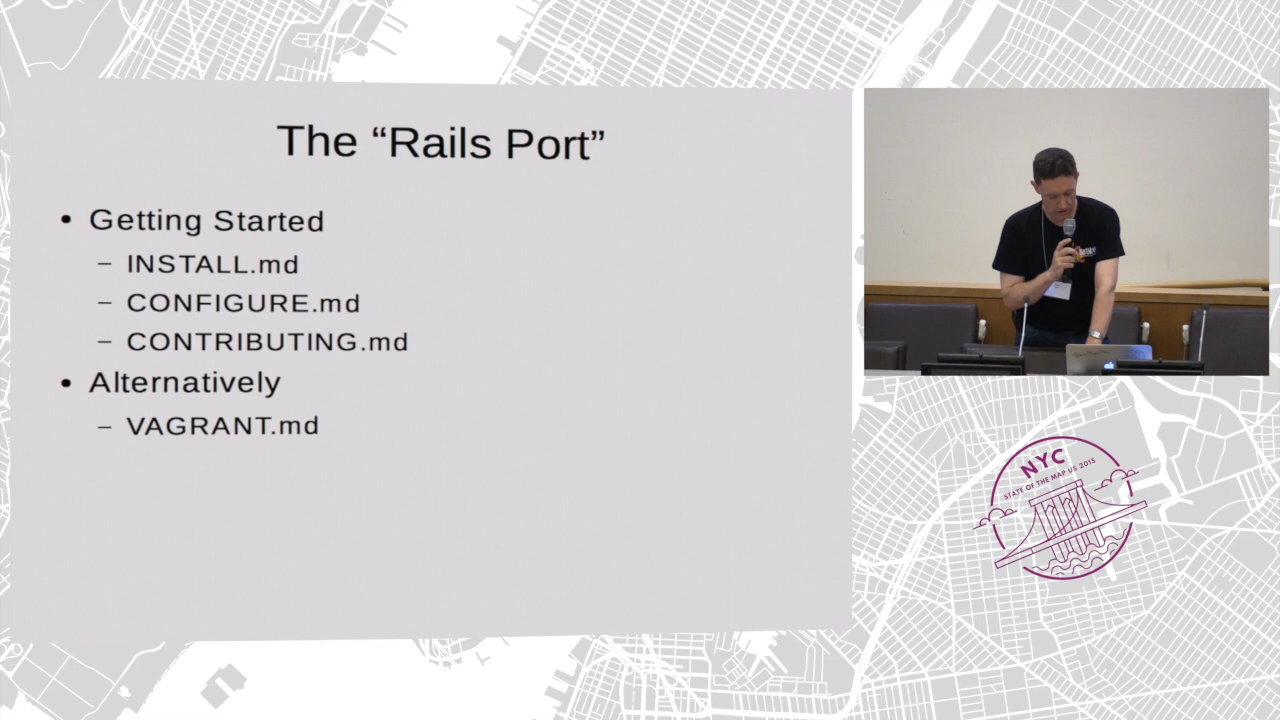 The “Rails Port”
• Getting Started
– INSTALL.md
– CONFIGURE.md
– CONTRIBUTING.md
• Alternatively
– VAGRANT.md
NYC
STATE OF THE MAP US 2015